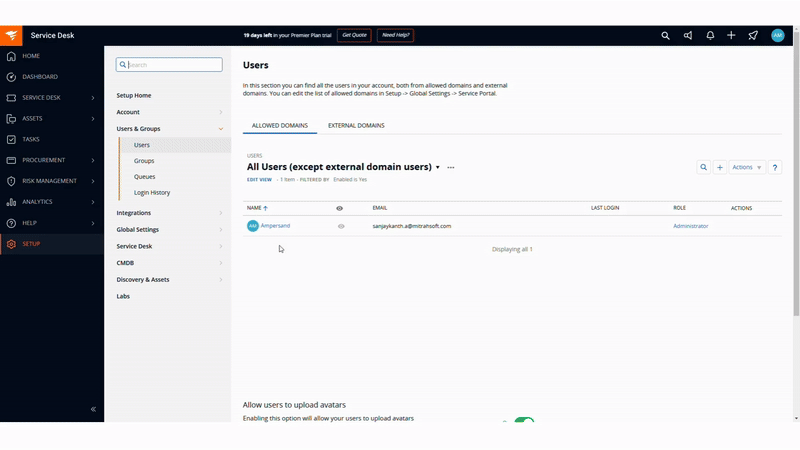 Service Desk
19 days left in your Premier Plan trial
Get Quote
Need Help?
AM
HOME
DASHBOARD
SERVICE DESK
ASSETS
TASKS
PROCUREMENT
RISK MANAGEMENT
ANALYTICS
HELP
SETUP
Search
Setup Home
Account
Users & Groups
Users
Groups
Queues
Login History
Integrations
Global Settings
Service Desk
CMDB
Discovery & Assets
Labs
Users
In this section you can find all the users in your account, both from allowed domains and external
domains. You can edit the list of allowed domains in Setup -> Global Settings -> Service Portal.
ALLOWED DOMAINS
EXTERNAL DOMAINS
USERS
All Users (except external domain users)
EDIT VIEW - 1 Item - FILTERED BY Enabled is Yes
Actions
?
NAME EMAIL LAST LOGIN ROLE ACTIONS
AM Ampersand sanjaykanth.a@mitrahsoft.com Administrator
Displaying all 1
Allow users to upload avatars
Enabling this option will allow your users to upload avatars